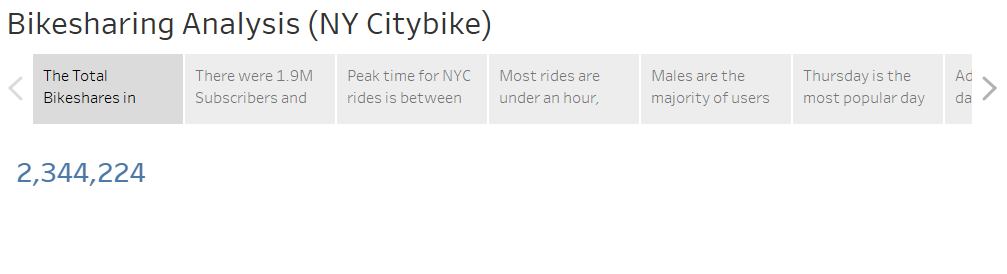 Bikesharing Analysis (NY Citybike)
The Total
Bikeshares in
There were 1.9M
Subscribers and
Peak time for NYC
rides is between
Most rides are
under an hour,
Males are the
majority of users
Thursday is the
most popular day
Ad
da
2,344,224